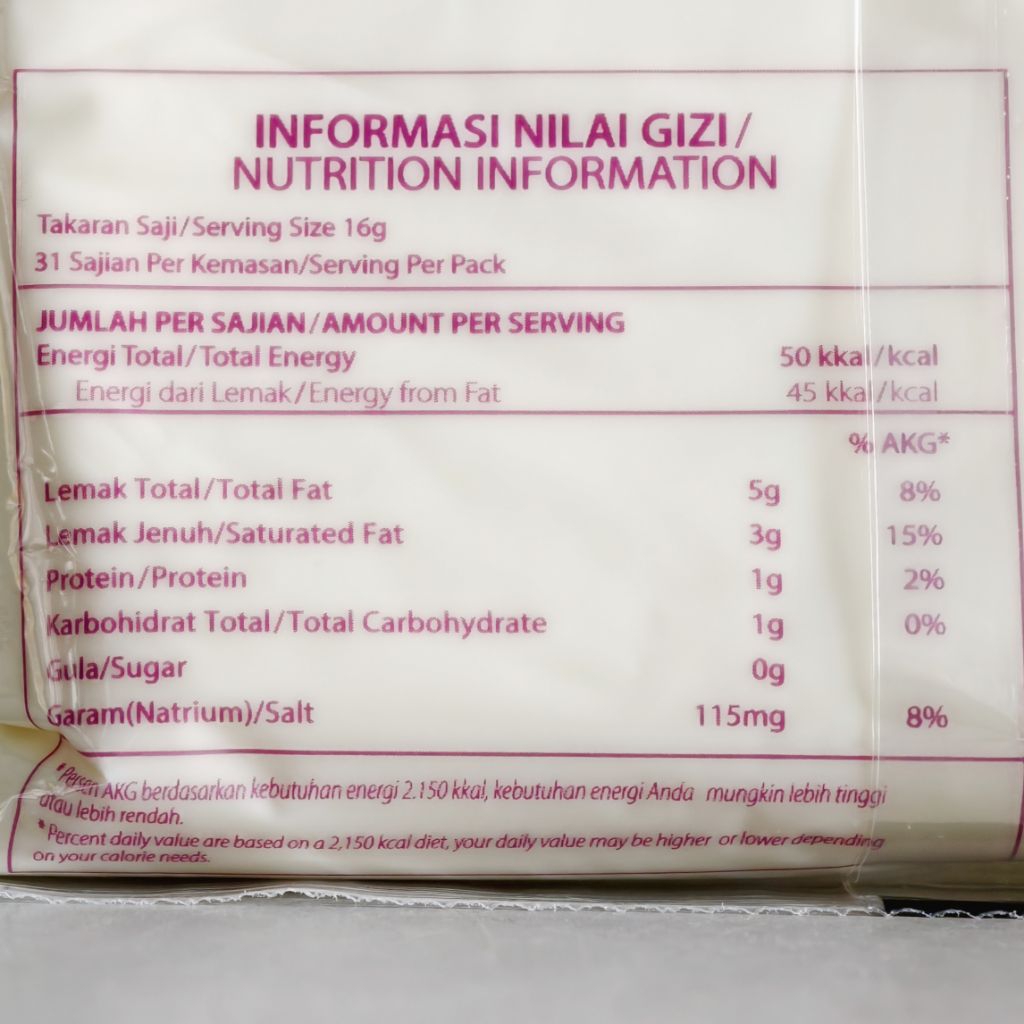 INFORMASI NILAI GIZI/
NUTRITION INFORMATION
Takaran Saji/Serving Size 16g
31 Sajian Per Kemasan/Serving Per Pack
JUMLAH PER SAJIAN/AMOUNT PER SERVING
Energi Total/Total Energy 50 kkal/kcal
Energi dari Lemak/Energy from Fat 45 kkal/kcal
% AKG*
Lemak Total/Total Fat 5g 8%
Lemak Jenuh/Saturated Fat 3g 15%
Protein/Protein 1g 2%
Karbohidrat Total/Total Carbohydrate 1g 0%
Gula/Sugar 0g
Garam(Natrium)/Salt 115mg 8%
*Persen AKG berdasarkan kebutuhan energi 2.150 kkal, kebutuhan energi Anda mungkin lebih tinggi
atau lebih rendah.
*Percent daily value are based on a 2,150 kcal diet, your daily value may be higher or lower depending
on your calorie needs.